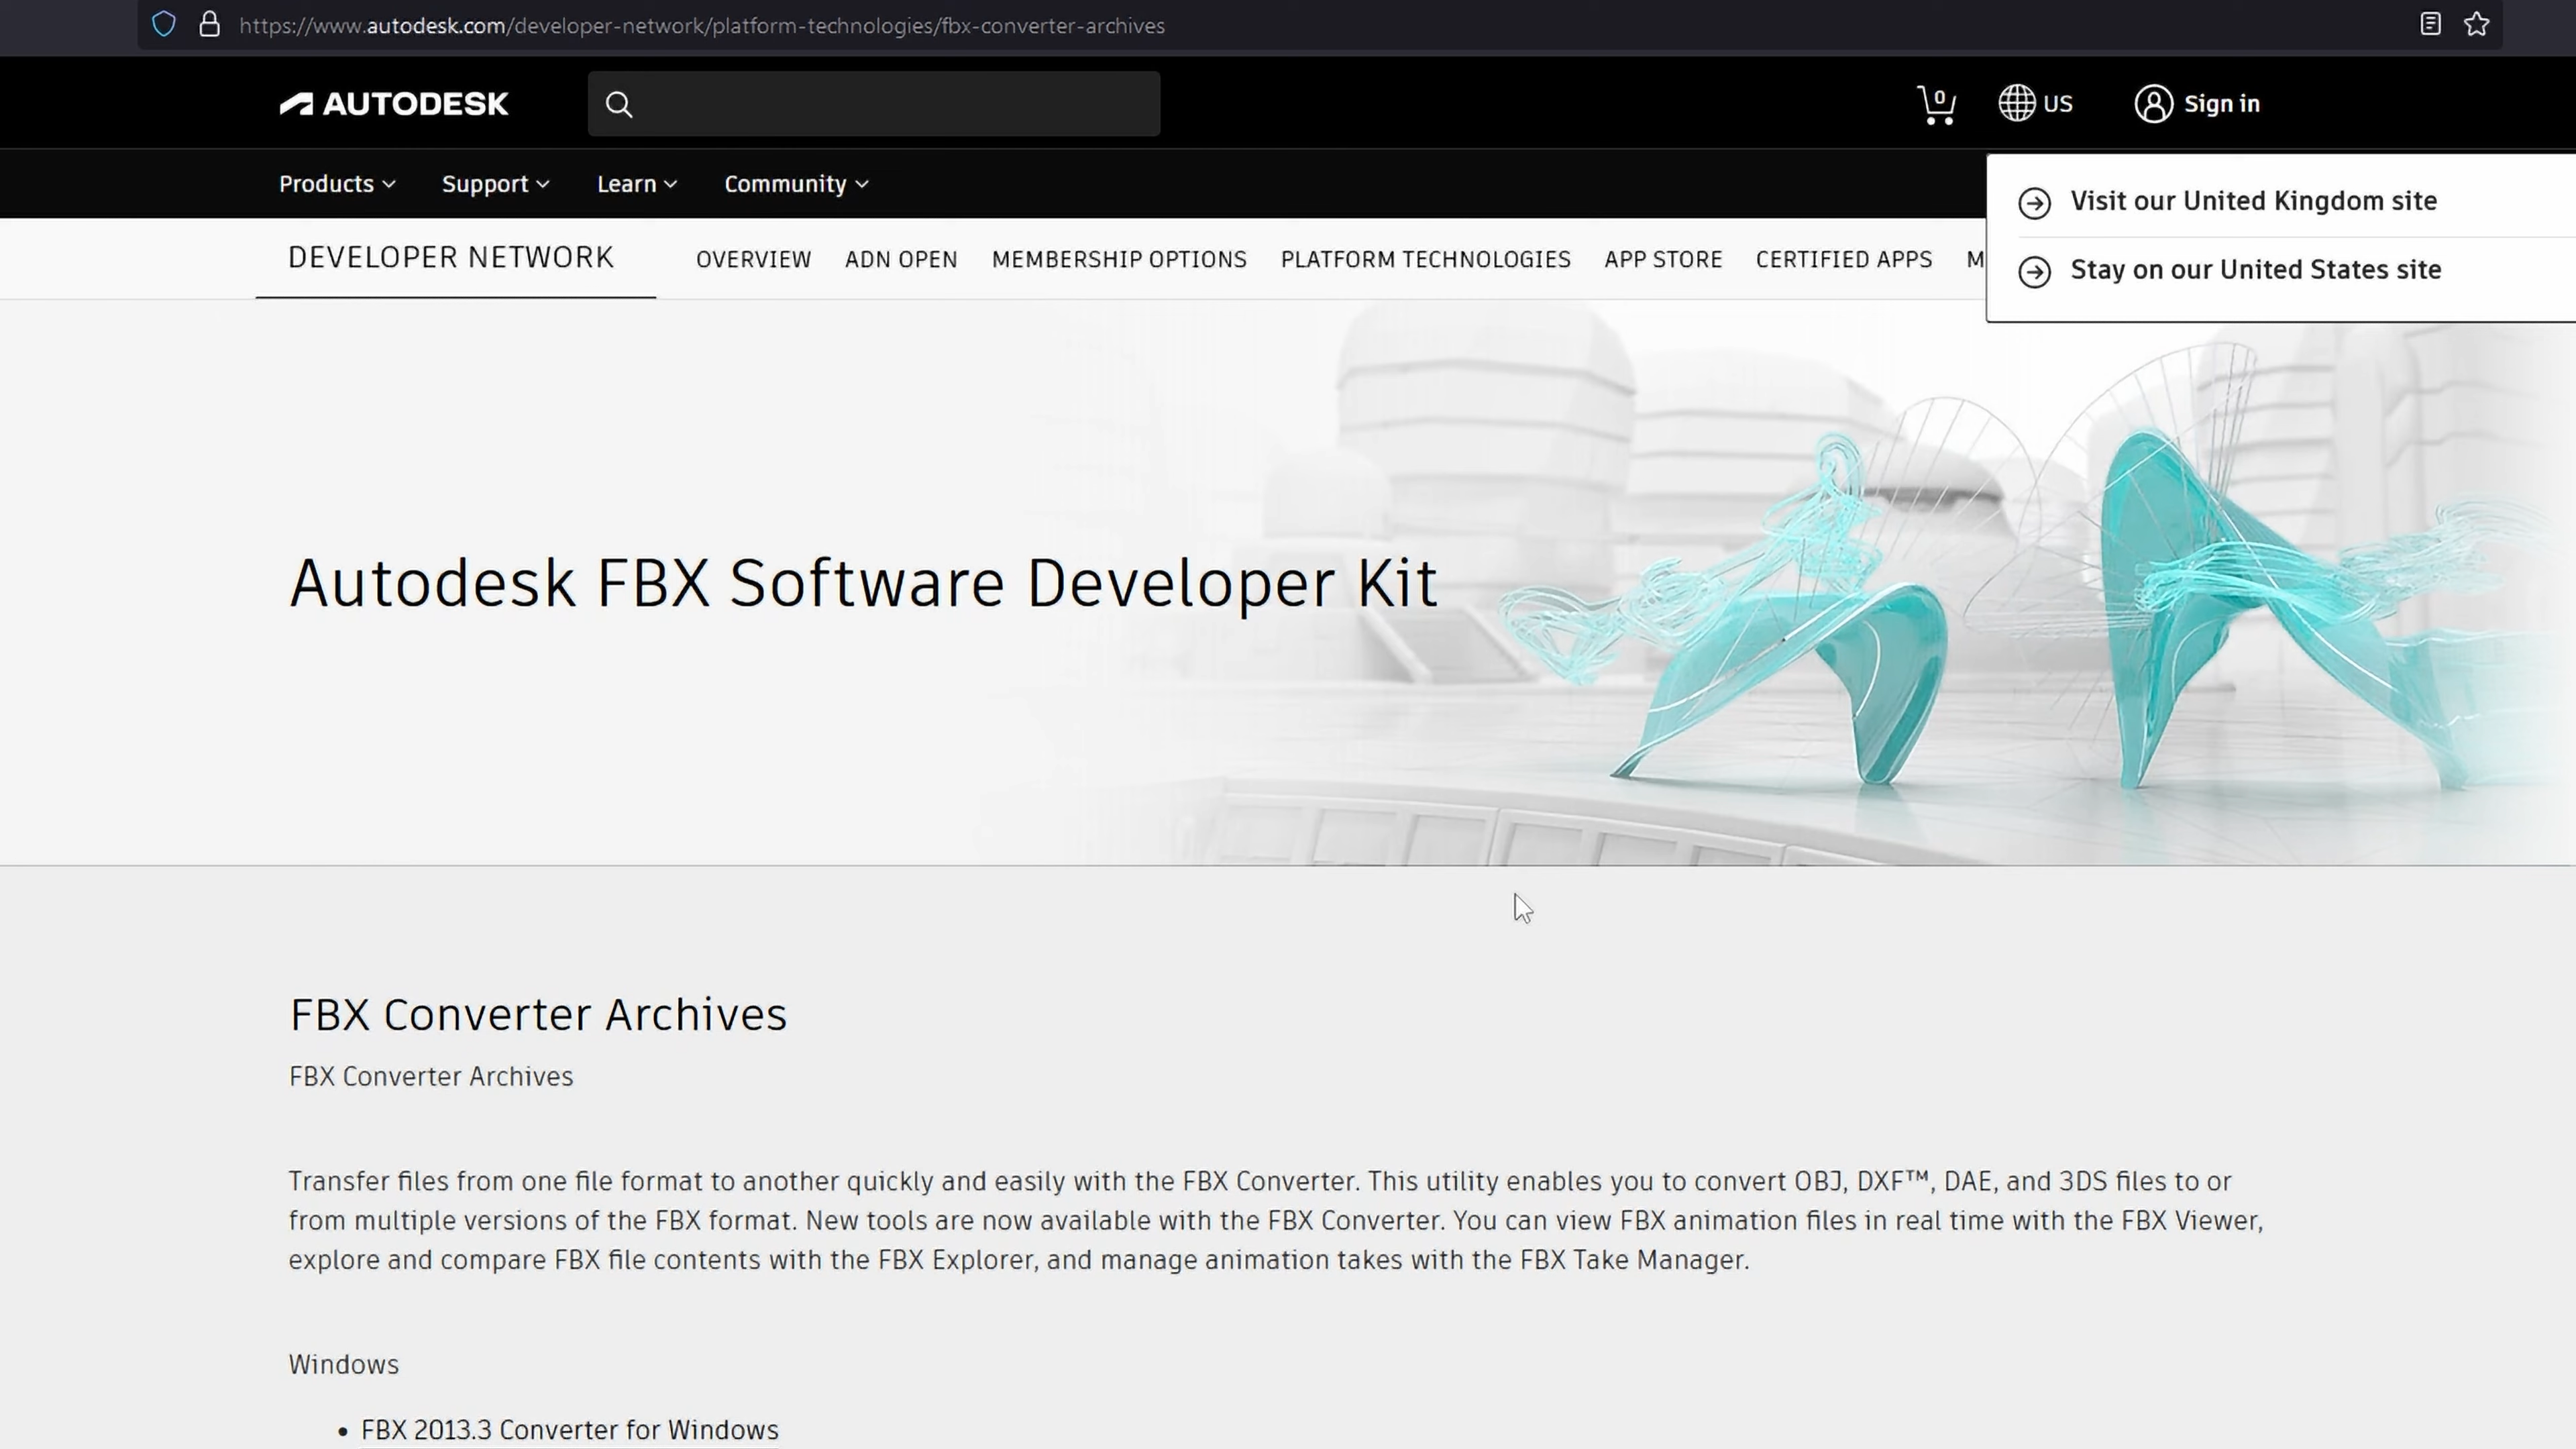 https://www.autodesk.com/developer-network/platform-technologies/fbx-converter-archives
AUTODESK
0
US
Sign in
Products
Support
Learn
Community
Visit our United Kingdom site
Stay on our United States site
DEVELOPER NETWORK
OVERVIEW
ADN OPEN
MEMBERSHIP OPTIONS
PLATFORM TECHNOLOGIES
APP STORE
CERTIFIED APPS
M
Autodesk FBX Software Developer Kit
FBX Converter Archives
FBX Converter Archives
Transfer files from one file format to another quickly and easily with the FBX Converter. This utility enables you to convert OBJ, DXF™, DAE, and 3DS files to or
from multiple versions of the FBX format. New tools are now available with the FBX Converter. You can view FBX animation files in real time with the FBX Viewer,
explore and compare FBX file contents with the FBX Explorer, and manage animation takes with the FBX Take Manager.
Windows
• FBX 2013.3 Converter for Windows